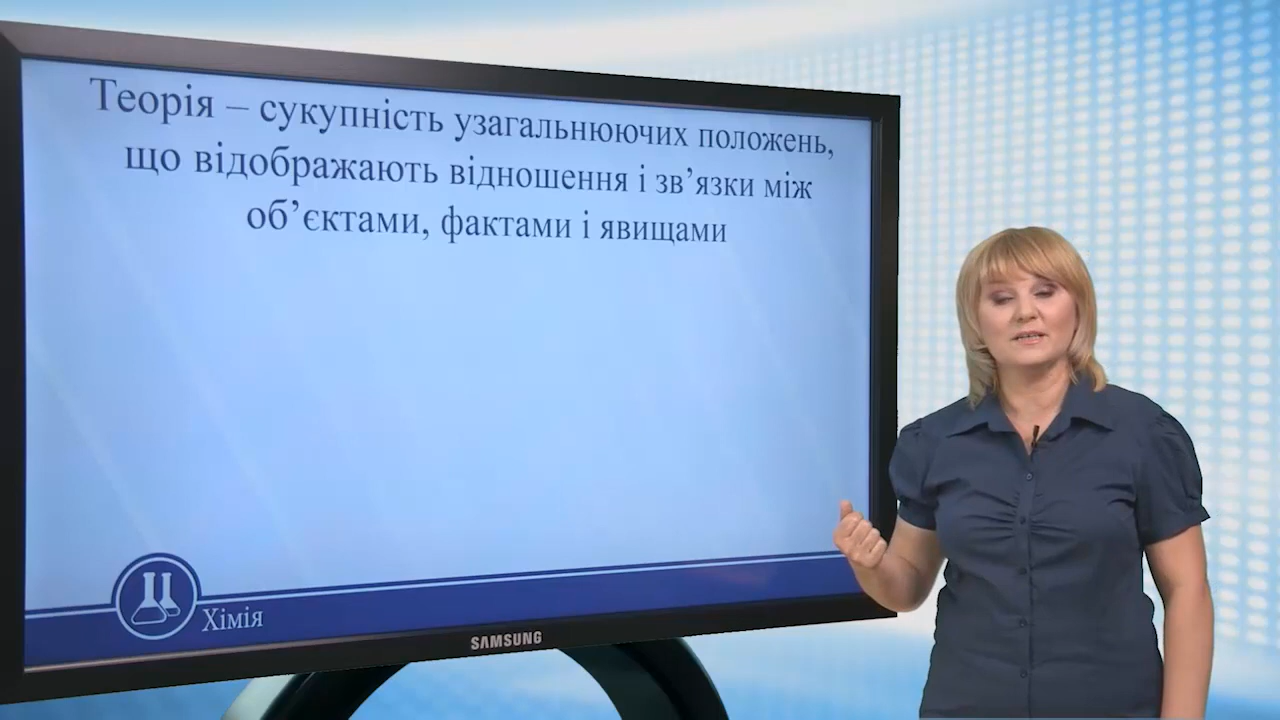 Теорія – сукупність узагальнюючих положень,
що відображають відношення і зв’язки між
об’єктами, фактами і явищами
Хімія
SAMSUNG